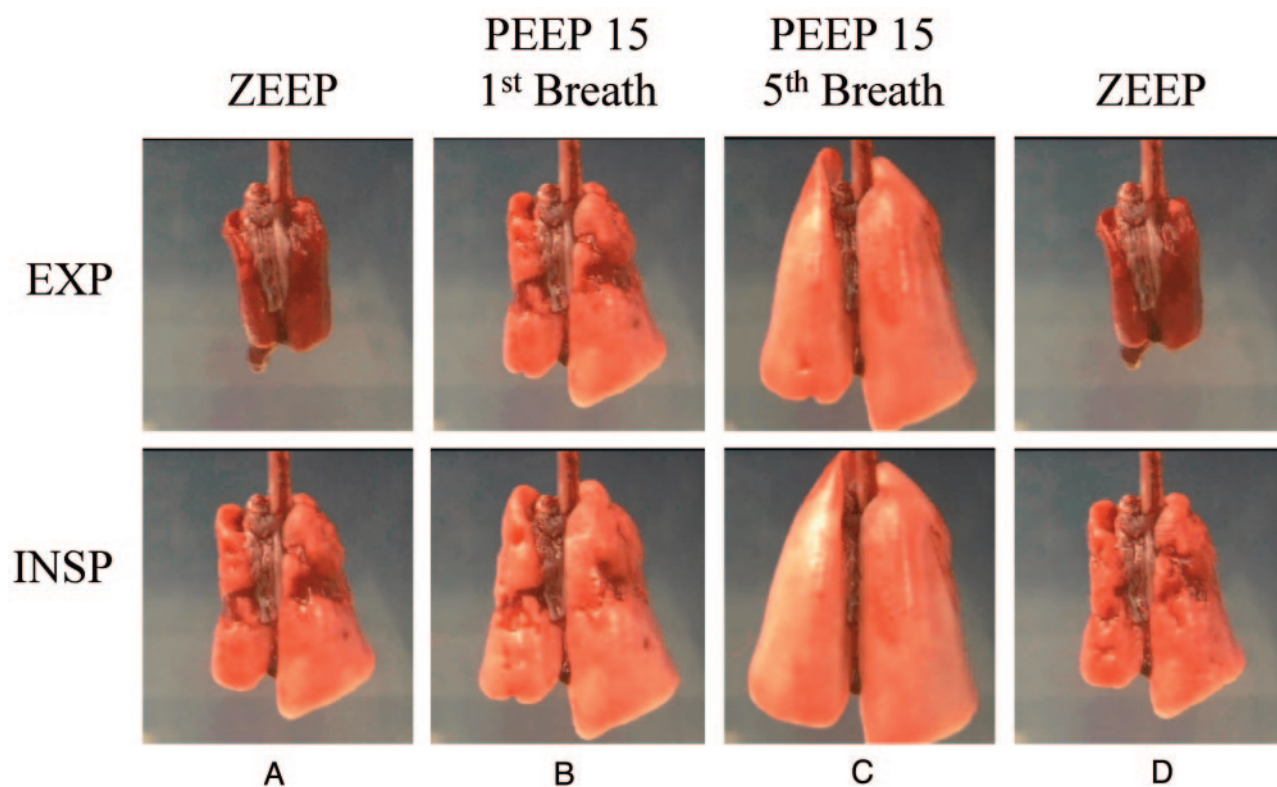 ZEEP
PEEP 15
1st Breath
PEEP 15
5th Breath
ZEEP
EXP
INSP
A
B
C
D